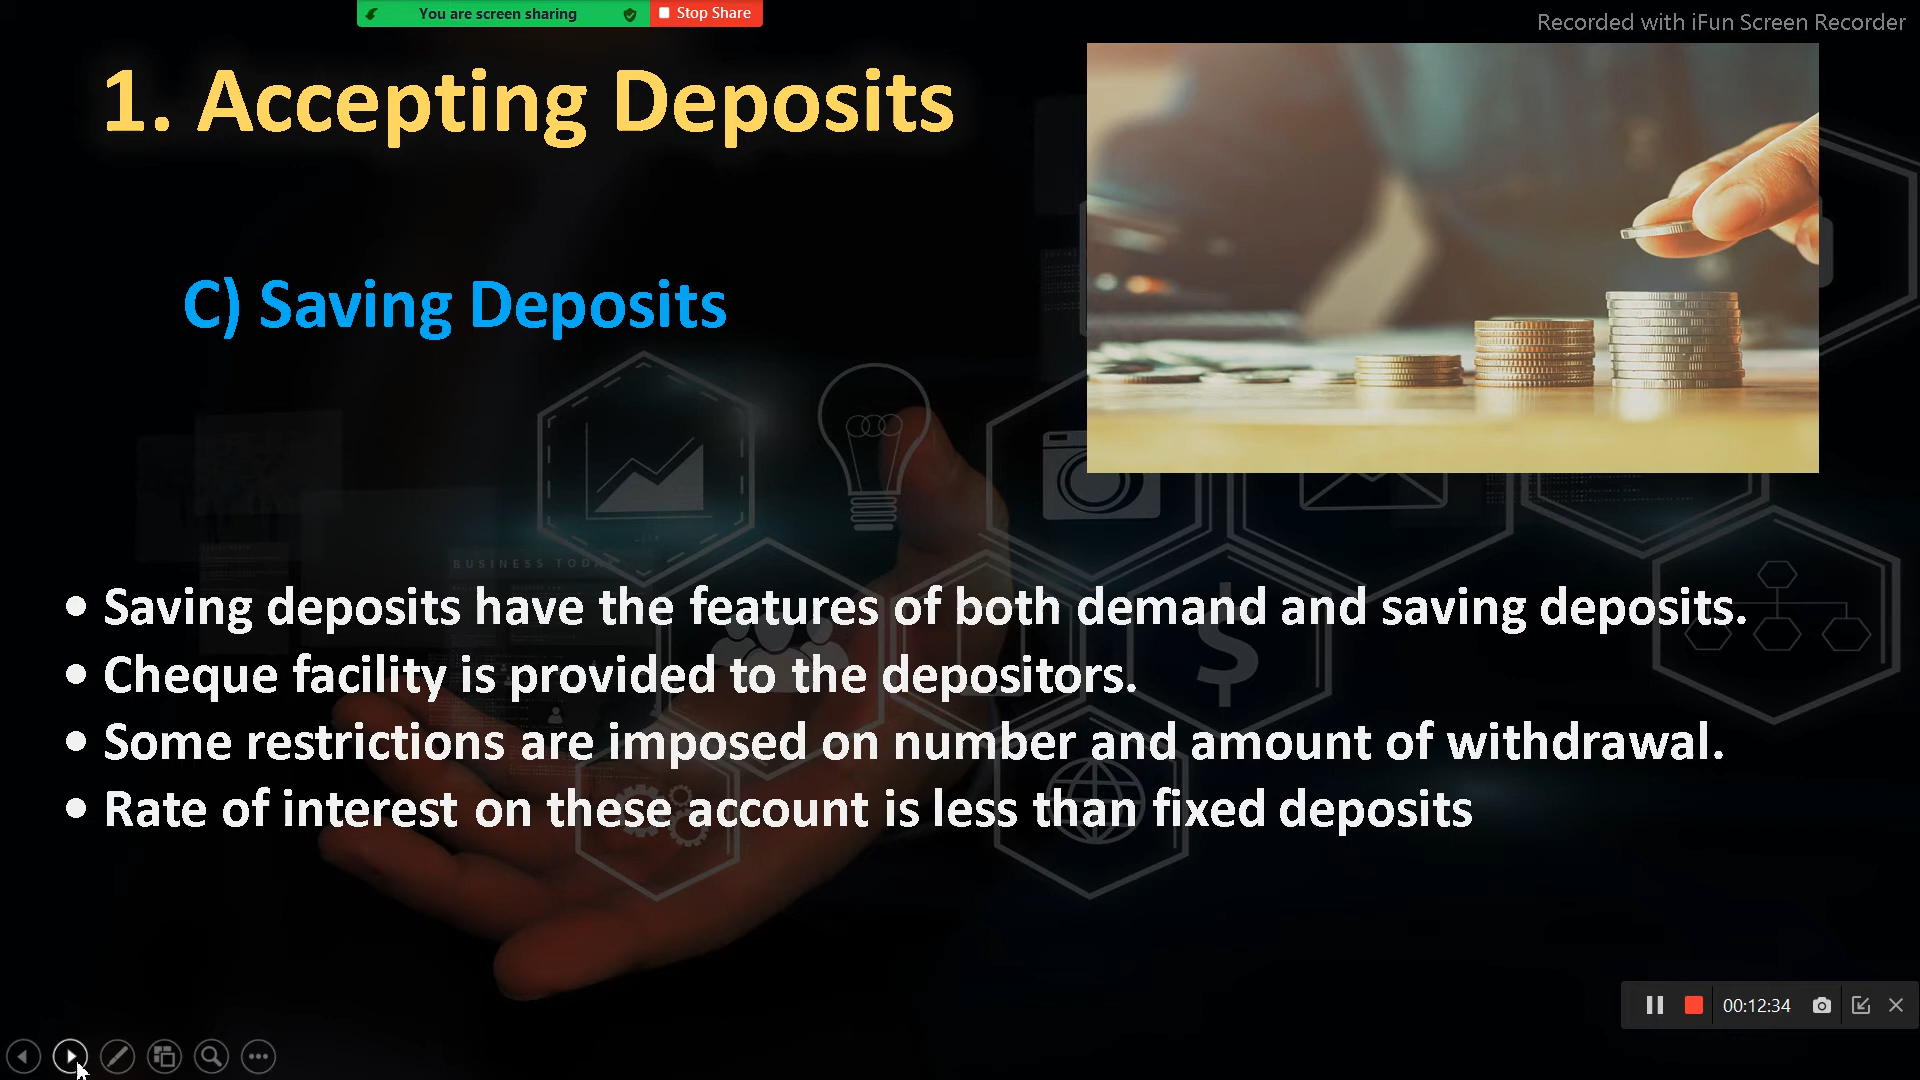 You are screen sharing
Stop Share
Recorded with iFun Screen Recorder
1. Accepting Deposits
C) Saving Deposits
BUSINESS TODAY
• Saving deposits have the features of both demand and saving deposits.
• Cheque facility is provided to the depositors.
• Some restrictions are imposed on number and amount of withdrawal.
• Rate of interest on these account is less than fixed deposits
00:12:34